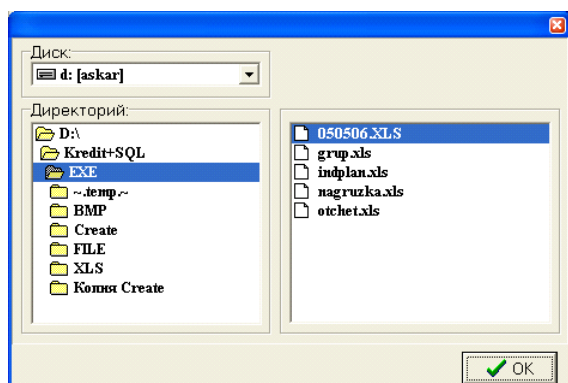 Диск:
d: [askar]
Директорий:
D:\
Kredit+SQL
EXE
~.temp.~
BMP
Create
FILE
XLS
Копия Create
050506.XLS
grup.xls
indplan.xls
nagruzka.xls
otchet.xls
OK